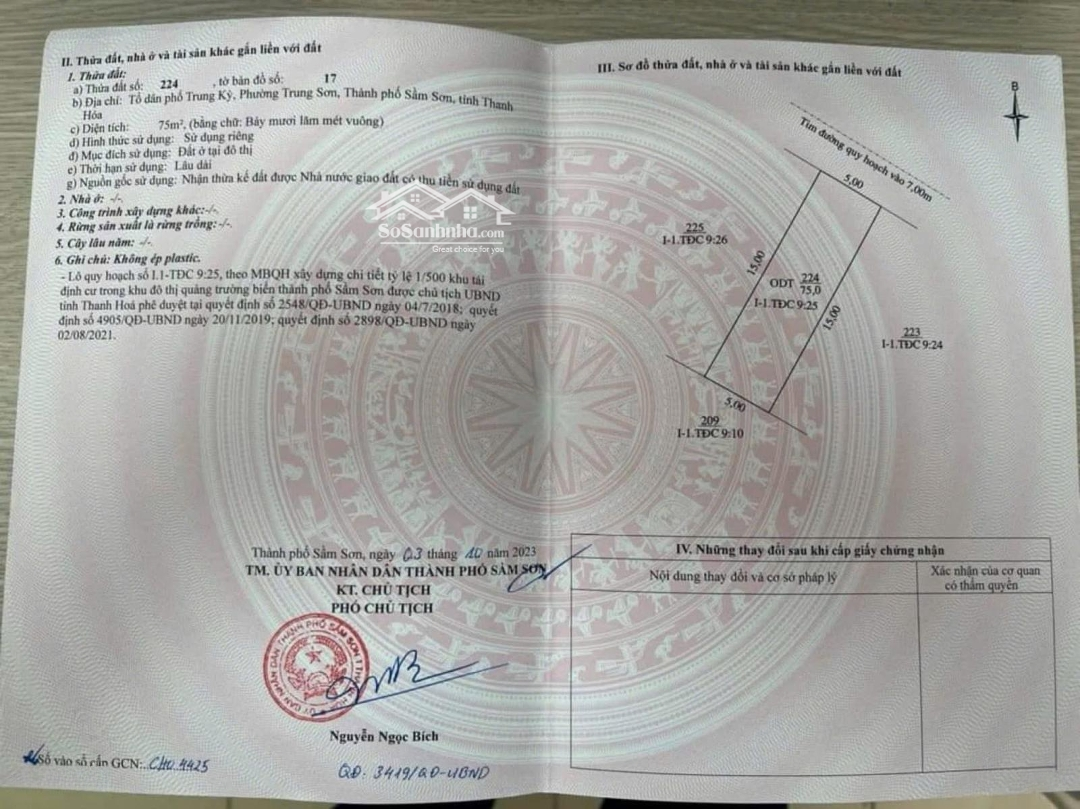 II. Thửa đất, nhà ở và tài sản khác gắn liền với đất
1. Thửa đất:
a) Thửa đất số: 224 , tờ bản đồ số: 17
b) Địa chỉ: Tổ dân phố Trung Kỳ, Phường Trung Sơn, Thành phố Sầm Sơn, tỉnh Thanh
Hóa
c) Diện tích: 75m², (bằng chữ: Bảy mươi lăm mét vuông)
d) Hình thức sử dụng: Sử dụng riêng
đ) Mục đích sử dụng: Đất ở tại đô thị
e) Thời hạn sử dụng: Lâu dài
g) Nguồn gốc sử dụng: Nhận thừa kế đất được Nhà nước giao đất có thu tiền sử dụng đất
2. Nhà ở: -/-.
3. Công trình xây dựng khác:-/-.
4. Rừng sản xuất là rừng trồng: -/-.
5. Cây lâu năm: -/-.
6. Ghi chú: Không ép plastic.
- Lô quy hoạch số I.1-TĐC 9:25, theo MBQH xây dựng chi tiết tỷ lệ 1/500 khu tái
định cư trong khu đô thị quảng trường biển thành phố Sầm Sơn được chủ tịch UBND
tỉnh Thanh Hoá phê duyệt tại quyết định số 2548/QĐ-UBND ngày 04/7/2018; quyết
định số 4905/QĐ-UBND ngày 20/11/2019; quyết định số 2898/QĐ-UBND ngày
02/08/2021.
SoSanhnha.com
Great choice for you
Thành phố Sầm Sơn, ngày 03 tháng 10 năm 2023
TM. ỦY BAN NHÂN DÂN THÀNH PHỐ SẦM SƠN
KT. CHỦ TỊCH
PHÓ CHỦ TỊCH
Nguyễn Ngọc Bích
QĐ: 3419/QĐ-UBND
Số vào sổ cấp GCN: CH0.4425
III. Sơ đồ thửa đất, nhà ở và tài sản khác gắn liền với đất
B
Tim đường quy hoạch vào 7,00m
5,00
225
I-1.TĐC 9:26
15,00
ODT 224
75,0
I-1.TĐC 9:25
15,00
223
I-1.TĐC 9:24
5,00
209
I-1.TĐC 9:10
IV. Những thay đổi sau khi cấp giấy chứng nhận
Nội dung thay đổi và cơ sở pháp lý
Xác nhận của cơ quan
có thẩm quyền